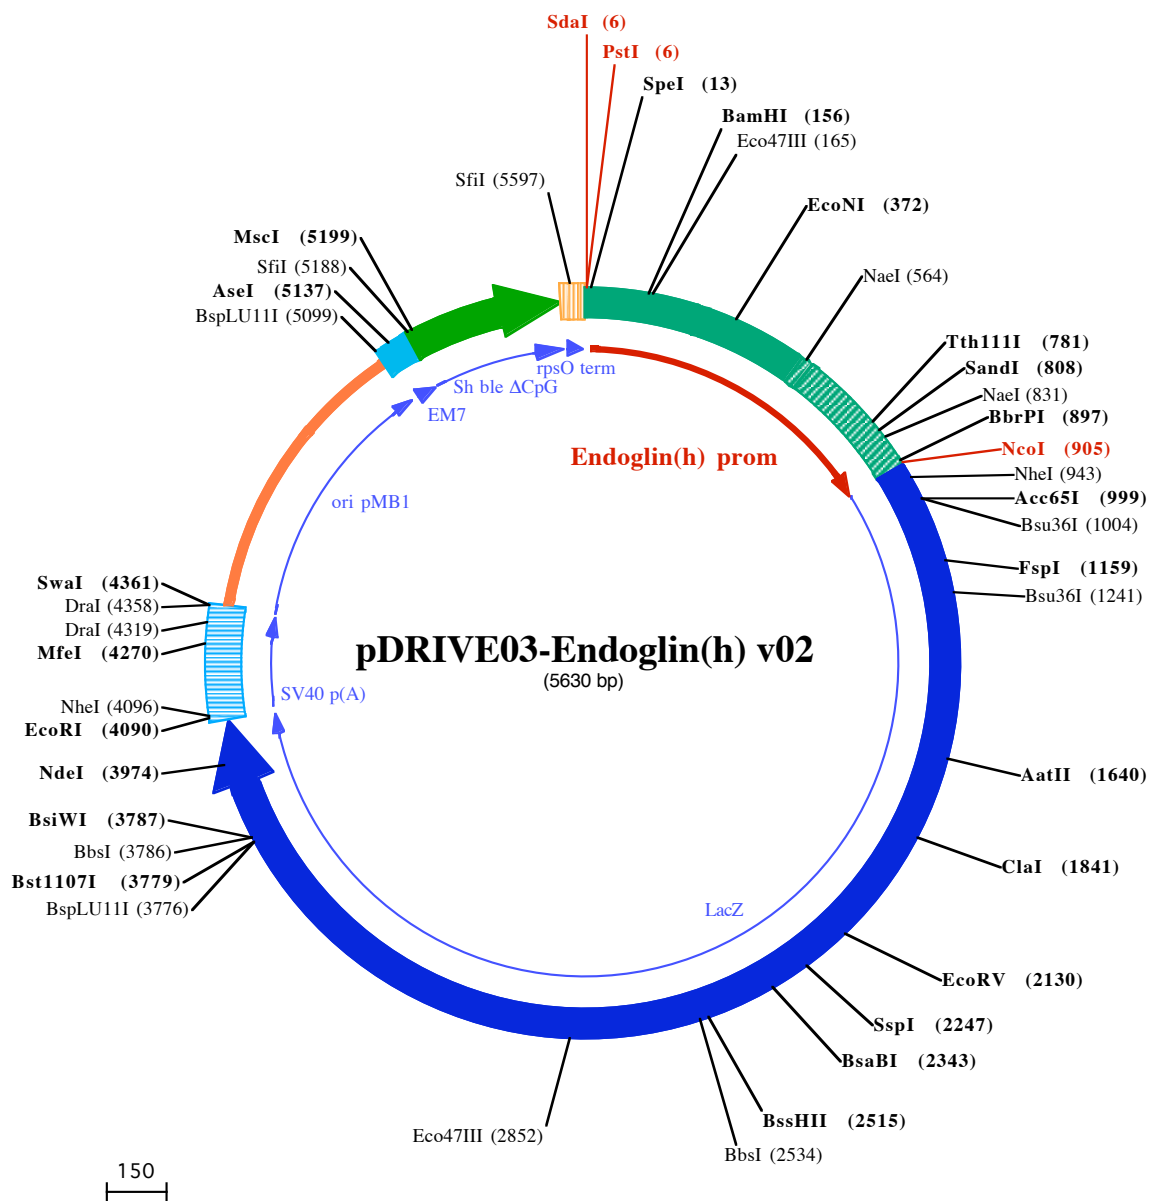 SdaI (6)
PstI (6)
SpeI (13)
BamHI (156)
Eco47III (165)
SfiI (5597)
EcoNI (372)
MscI (5199)
SfiI (5188)
NaeI (564)
AseI (5137)
BspLU11I (5099)
Tth111I (781)
SandI (808)
NaeI (831)
BbrPI (897)
NcoI (905)
NheI (943)
Acc65I (999)
Bsu36I (1004)
FspI (1159)
Bsu36I (1241)
rpsO term
Sh ble ΔCpG
EM7
Endoglin(h) prom
ori pMB1
SwaI (4361)
DraI (4358)
DraI (4319)
MfeI (4270)
pDRIVE03-Endoglin(h) v02
(5630 bp)
SV40 p(A)
NheI (4096)
EcoRI (4090)
NdeI (3974)
AatII (1640)
BsiWI (3787)
BbsI (3786)
Bst1107I (3779)
BspLU11I (3776)
ClaI (1841)
LacZ
EcoRV (2130)
SspI (2247)
BsaBI (2343)
BssHII (2515)
Eco47III (2852)
BbsI (2534)
150